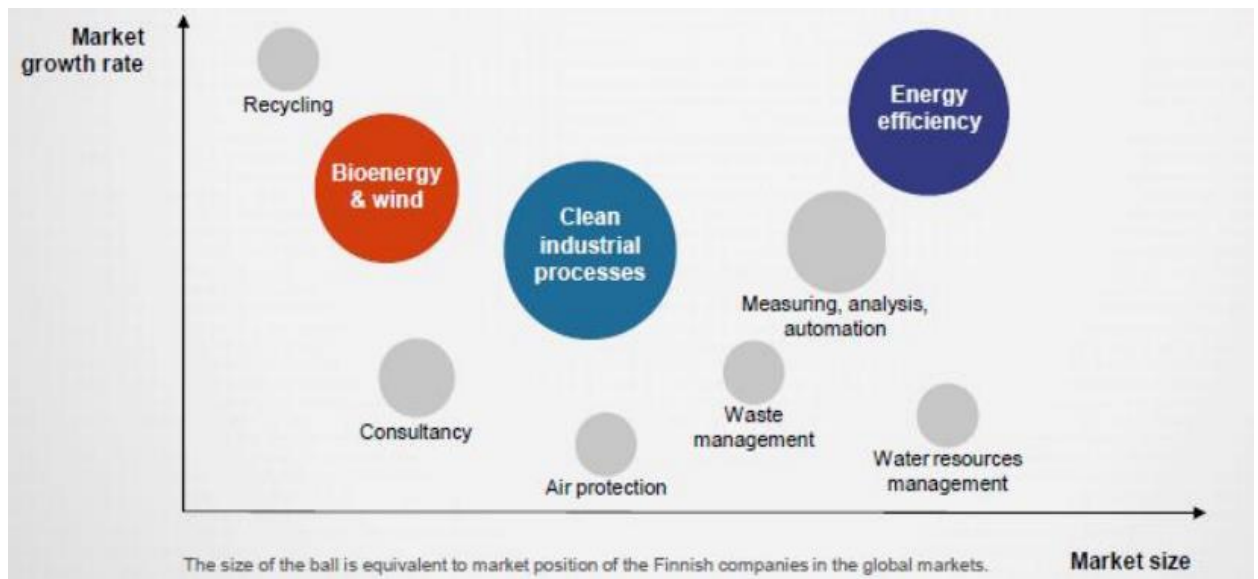 Market
growth rate
Recycling
Energy
efficiency
Bioenergy
& wind
Clean
industrial
processes
Measuring, analysis,
automation
Consultancy
Waste
management
Air protection
Water resources
management
The size of the ball is equivalent to market position of the Finnish companies in the global markets.
Market size